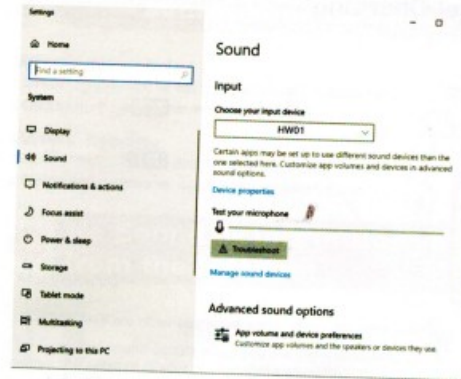 Settings
Home
Find a setting
System
Display
Sound
Notifications & actions
Focus assist
Power & sleep
Storage
Tablet mode
Multitasking
Projecting to this PC
Sound
Input
Choose your input device
HWD1
Certain apps may be set up to use different sound devices than the
one selected here. Customize app volumes and devices in advanced
sound options.
Device properties
Test your microphone
Troubleshoot
Manage sound devices
Advanced sound options
App volume and device preferences
Customize app volumes and the speakers or devices they use.